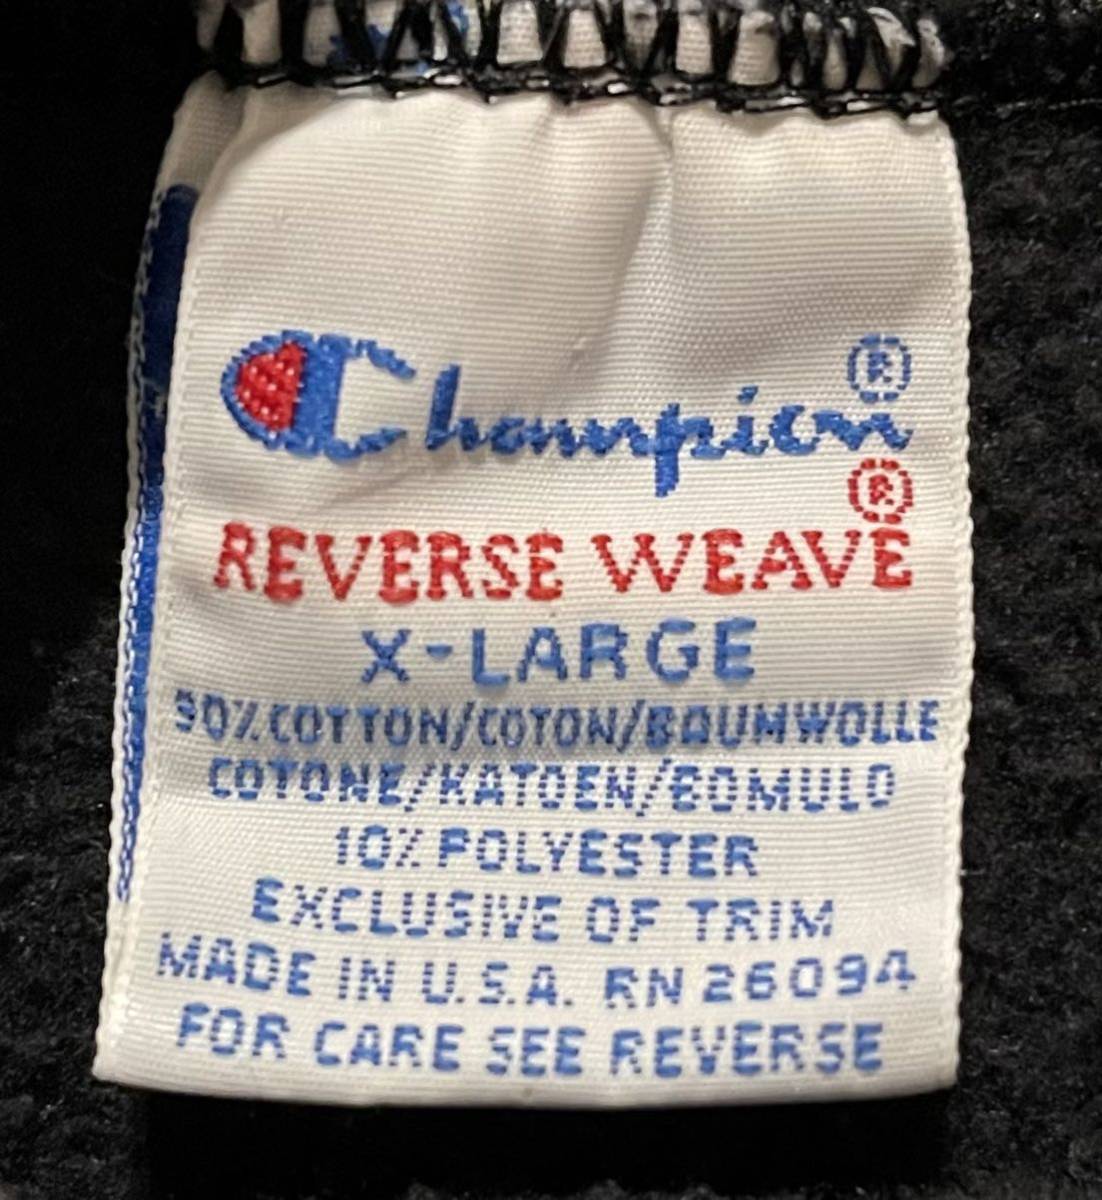 Champion®
REVERSE WEAVE®
X-LARGE
90% COTTON/COTON/BAUMWOLLE
COTONE/KATOEN/BOMULD
10% POLYESTER
EXCLUSIVE OF TRIM
MADE IN U.S.A. RN 26094
FOR CARE SEE REVERSE